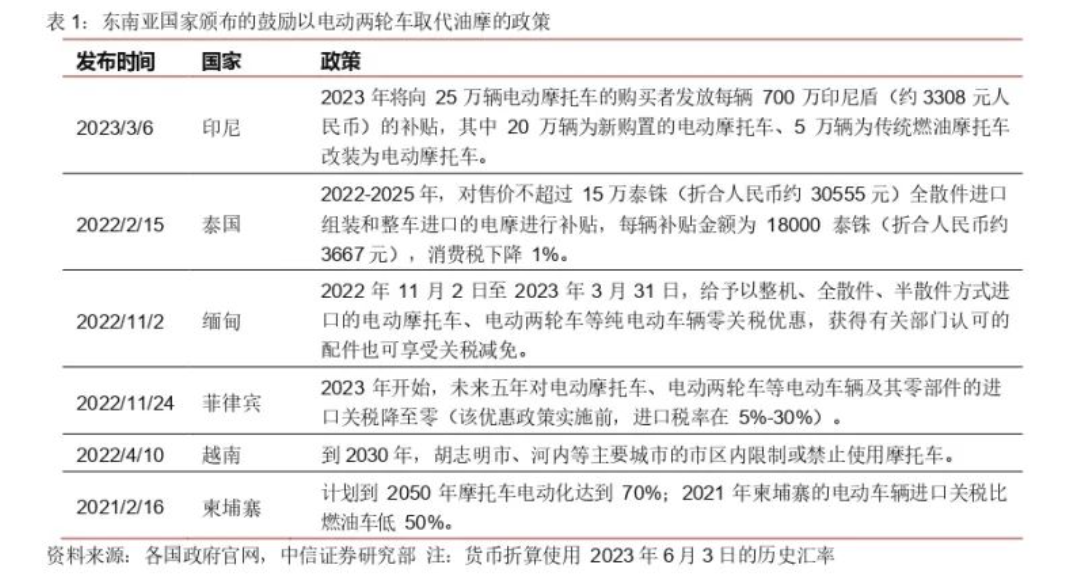 表 1：东南亚国家颁布的鼓励以电动两轮车取代油摩的政策
发布时间 国家 政策
2023 年将向 25 万辆电动摩托车的购买者发放每辆 700 万印尼盾（约 3308 元人
2023/3/6 印尼 民币）的补贴，其中 20 万辆为新购置的电动摩托车、5 万辆为传统燃油摩托车
改装为电动摩托车。
2022-2025 年，对售价不超过 15 万泰铢（折合人民币约 30555 元）全散件进口
2022/2/15 泰国 组装和整车进口的电摩进行补贴，每辆补贴金额为 18000 泰铢（折合人民币约
3667 元），消费税下降 1%。
2022 年 11 月 2 日至 2023 年 3 月 31 日，给予以整机、全散件、半散件方式进
2022/11/2 缅甸 口的电动摩托车、电动两轮车等纯电动车辆零关税优惠，获得有关部门认可的
配件也可享受关税减免。
2022/11/24 菲律宾 2023 年开始，未来五年对电动摩托车、电动两轮车等电动车辆及其零部件的进
口关税降至零（该优惠政策实施前，进口税率在 5%-30%）。
2022/4/10 越南 到 2030 年，胡志明市、河内等主要城市的市区内限制或禁止使用摩托车。
2021/2/16 柬埔寨 计划到 2050 年摩托车电动化达到 70%；2021 年柬埔寨的电动车辆进口关税比
燃油车低 50%。
资料来源：各国政府官网，中信证券研究部 注：货币折算使用 2023 年 6 月 3 日的历史汇率